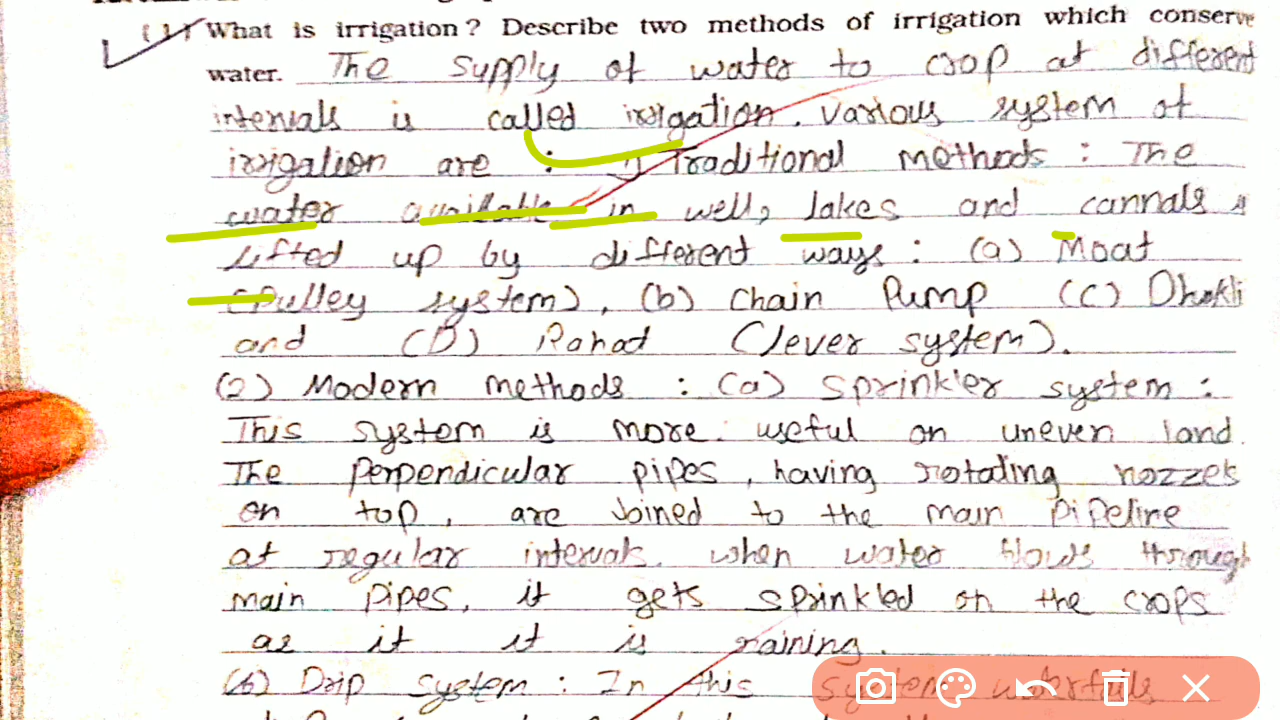 (1) What is irrigation? Describe two methods of irrigation which conserve
water. The supply of water to crop at different
intervals is called irrigation. Various system of
irrigation are : 1) Traditional methods : The
water available in well, lakes and cannals is
lifted up by different ways : (a) Moat
(Pulley system), (b) Chain Pump (c) Dhekli
and (D) Rahat (lever system).
(2) Modern methods : (a) Sprinkler system :
This system is more useful on uneven land.
The perpendicular pipes, having rotating nozzels
on top, are joined to the main pipeline
at regular intervals. when water flows through
main pipes, it gets sprinkled on the crops
as it it is raining.
(b) Drip system : In this system water falls